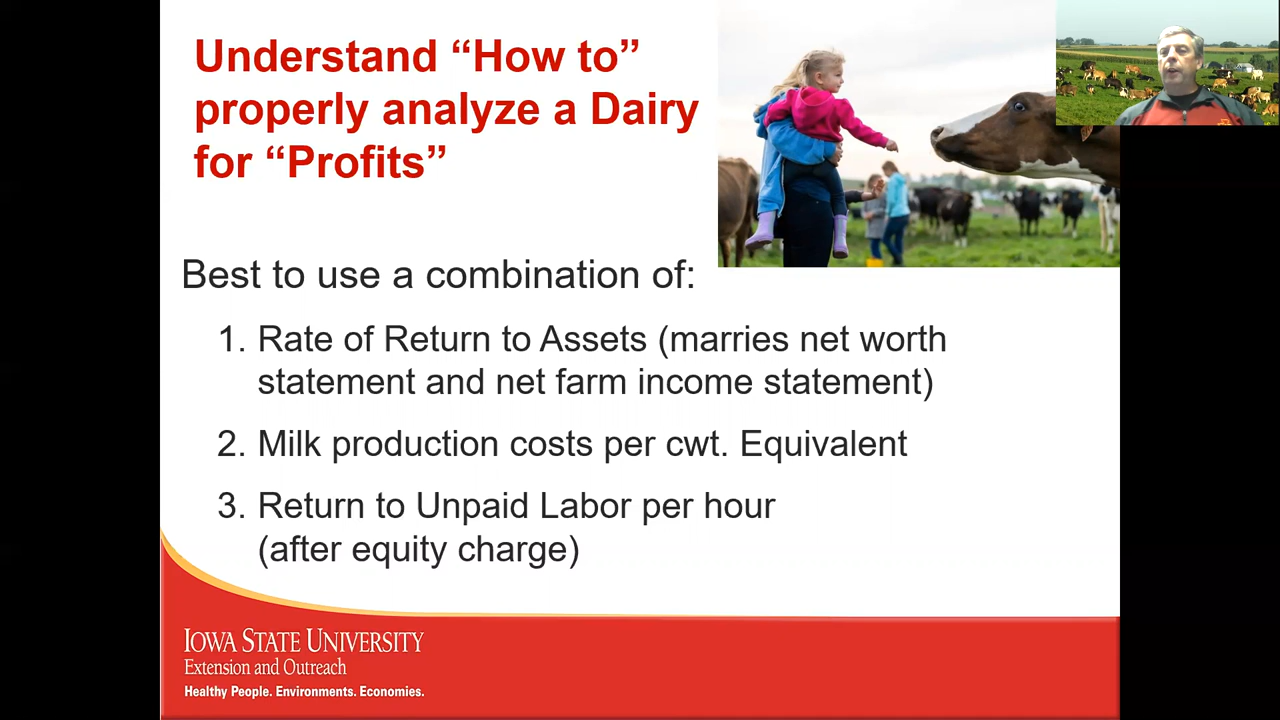 Understand “How to”
properly analyze a Dairy
for “Profits”
Best to use a combination of:
1. Rate of Return to Assets (marries net worth
statement and net farm income statement)
2. Milk production costs per cwt. Equivalent
3. Return to Unpaid Labor per hour
(after equity charge)
IOWA STATE UNIVERSITY
Extension and Outreach
Healthy People. Environments. Economies.